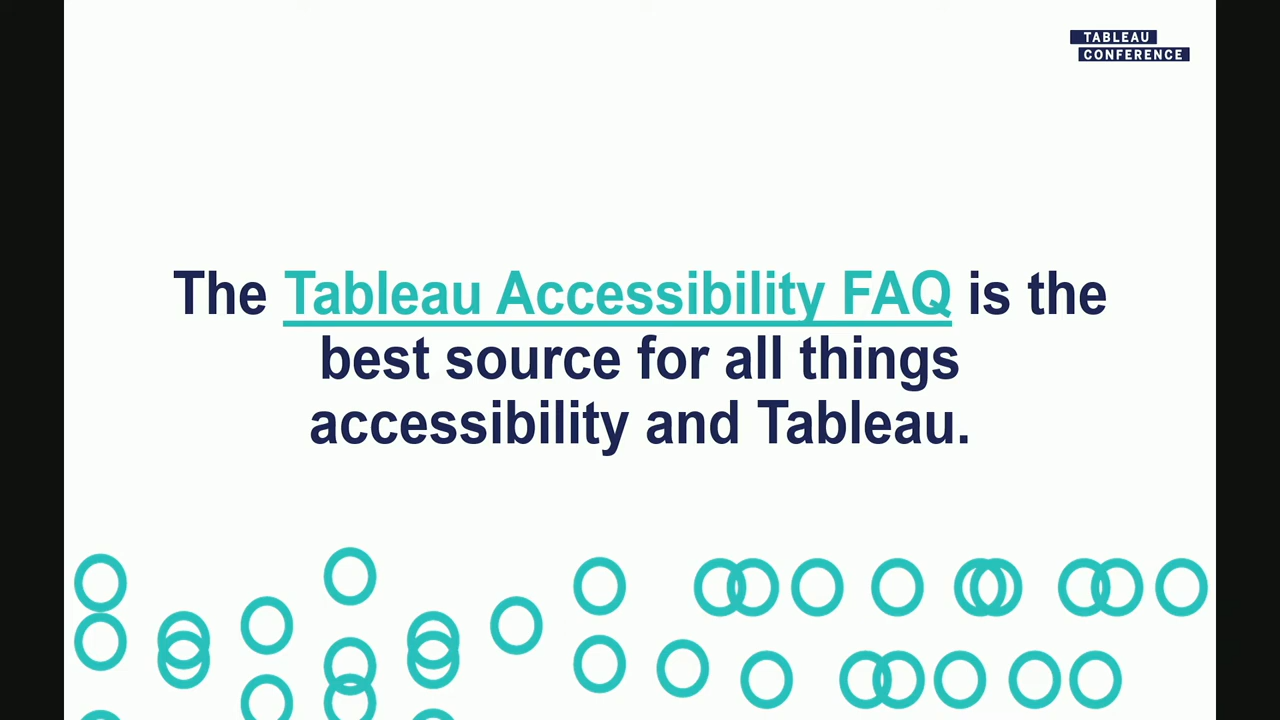 TABLEAU
CONFERENCE
The Tableau Accessibility FAQ is the
best source for all things
accessibility and Tableau.